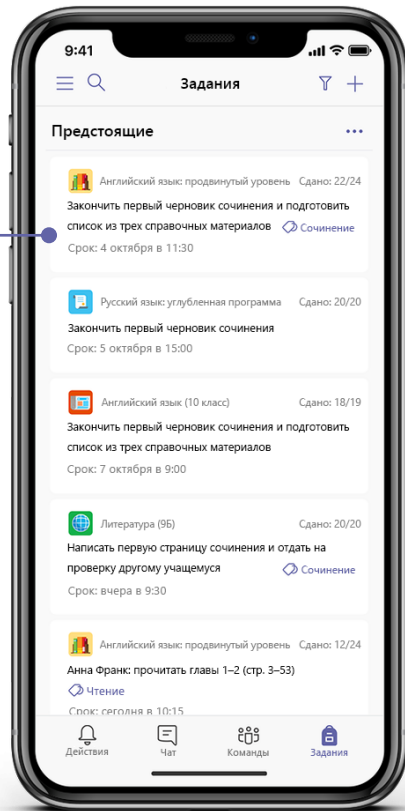 9:41
Задания
Предстоящие
Английский язык: продвинутый уровень Сдано: 22/24
Закончить первый черновик сочинения и подготовить
список из трех справочных материалов Сочинение
Срок: 4 октября в 11:30
Русский язык: углубленная программа Сдано: 20/20
Закончить первый черновик сочинения
Срок: 5 октября в 15:00
Английский язык (10 класс) Сдано: 18/19
Закончить первый черновик сочинения и подготовить
список из трех справочных материалов
Срок: 7 октября в 9:00
Литература (9Б) Сдано: 20/20
Написать первую страницу сочинения и отдать на
проверку другому учащемуся Сочинение
Срок: вчера в 9:30
Английский язык: продвинутый уровень Сдано: 12/24
Анна Франк: прочитать главы 1–2 (стр. 3–53)
Чтение
Срок: сегодня в 10:15
Действия Чат Команды Задания